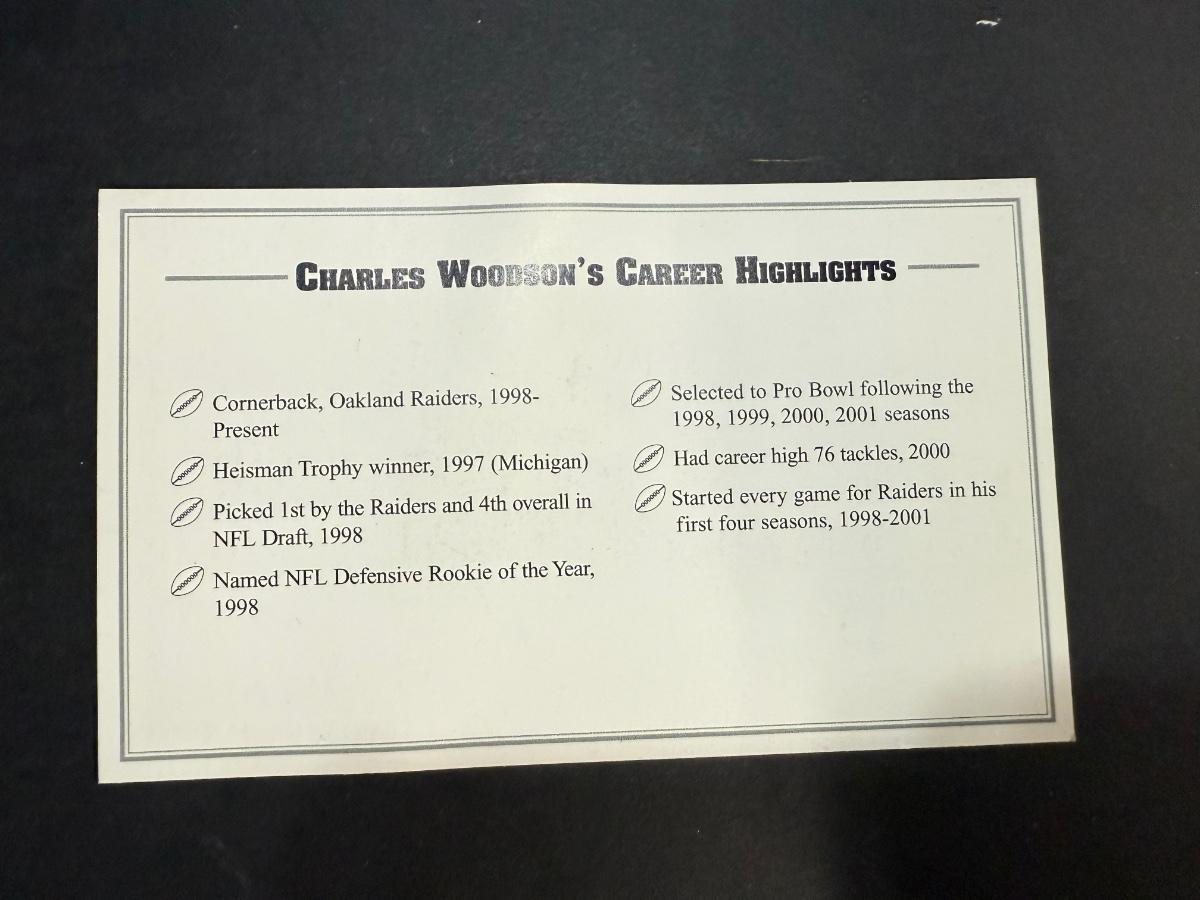 Charles Woodson's Career Highlights
Cornerback, Oakland Raiders, 1998-
Present
Heisman Trophy winner, 1997 (Michigan)
Picked 1st by the Raiders and 4th overall in
NFL Draft, 1998
Named NFL Defensive Rookie of the Year,
1998
Selected to Pro Bowl following the
1998, 1999, 2000, 2001 seasons
Had career high 76 tackles, 2000
Started every game for Raiders in his
first four seasons, 1998-2001